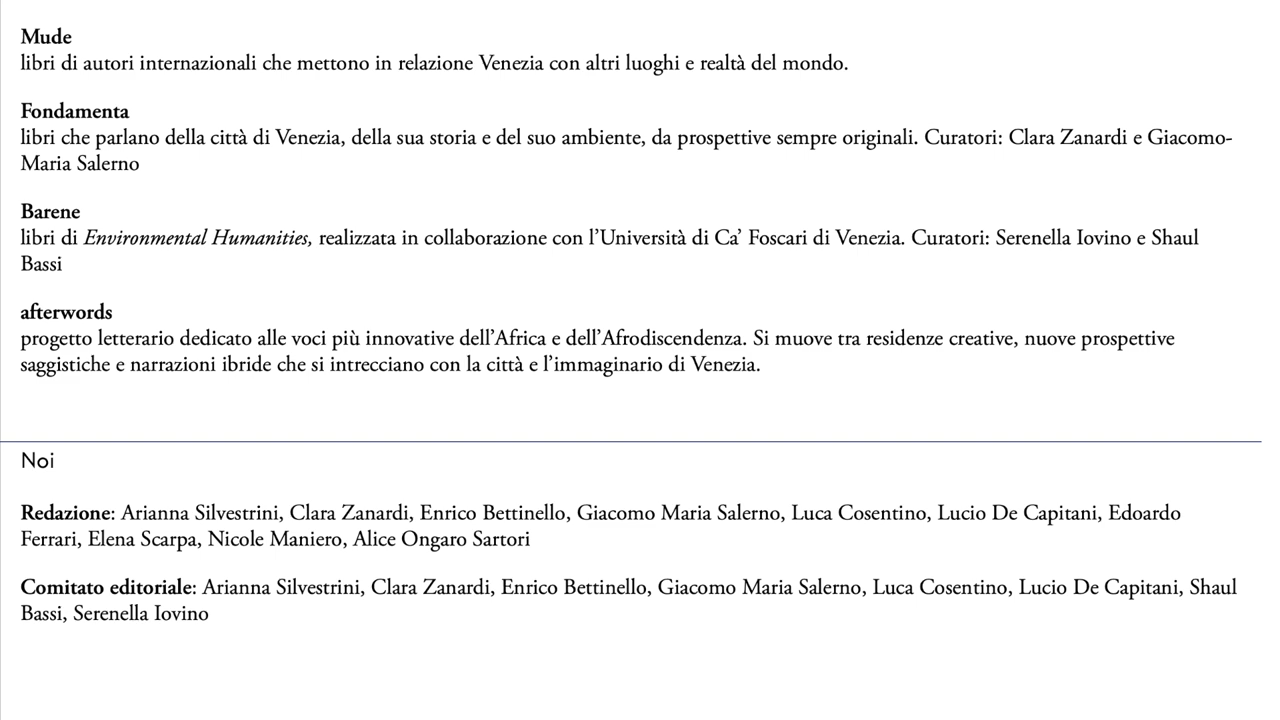 Mude
libri di autori internazionali che mettono in relazione Venezia con altri luoghi e realtà del mondo.
Fondamenta
libri che parlano della città di Venezia, della sua storia e del suo ambiente, da prospettive sempre originali. Curatori: Clara Zanardi e Giacomo-
Maria Salerno
Barene
libri di Environmental Humanities, realizzata in collaborazione con l’Università di Ca’ Foscari di Venezia. Curatori: Serenella Iovino e Shaul
Bassi
afterwords
progetto letterario dedicato alle voci più innovative dell’Africa e dell’Afrodiscendenza. Si muove tra residenze creative, nuove prospettive
saggistiche e narrazioni ibride che si intrecciano con la città e l’immaginario di Venezia.
Noi
Redazione: Arianna Silvestrini, Clara Zanardi, Enrico Bettinello, Giacomo Maria Salerno, Luca Cosentino, Lucio De Capitani, Edoardo
Ferrari, Elena Scarpa, Nicole Maniero, Alice Ongaro Sartori
Comitato editoriale: Arianna Silvestrini, Clara Zanardi, Enrico Bettinello, Giacomo Maria Salerno, Luca Cosentino, Lucio De Capitani, Shaul
Bassi, Serenella Iovino